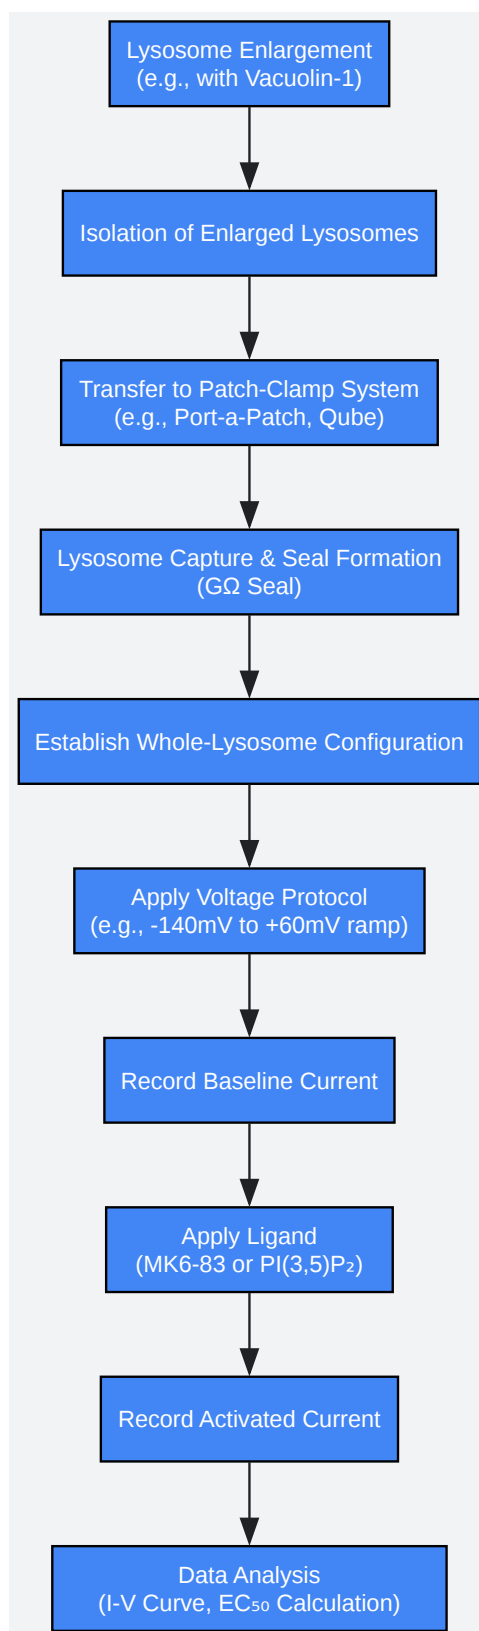 Lysosome Enlargement
(e.g., with Vacuolin-1)
Isolation of Enlarged Lysosomes
Transfer to Patch-Clamp System
(e.g., Port-a-Patch, Qube)
Lysosome Capture & Seal Formation
(GΩ Seal)
Establish Whole-Lysosome Configuration
Apply Voltage Protocol
(e.g., -140mV to +60mV ramp)
Record Baseline Current
Apply Ligand
(MK6-83 or PI(3,5)P₂)
Record Activated Current
Data Analysis
(I-V Curve, EC₅₀ Calculation)